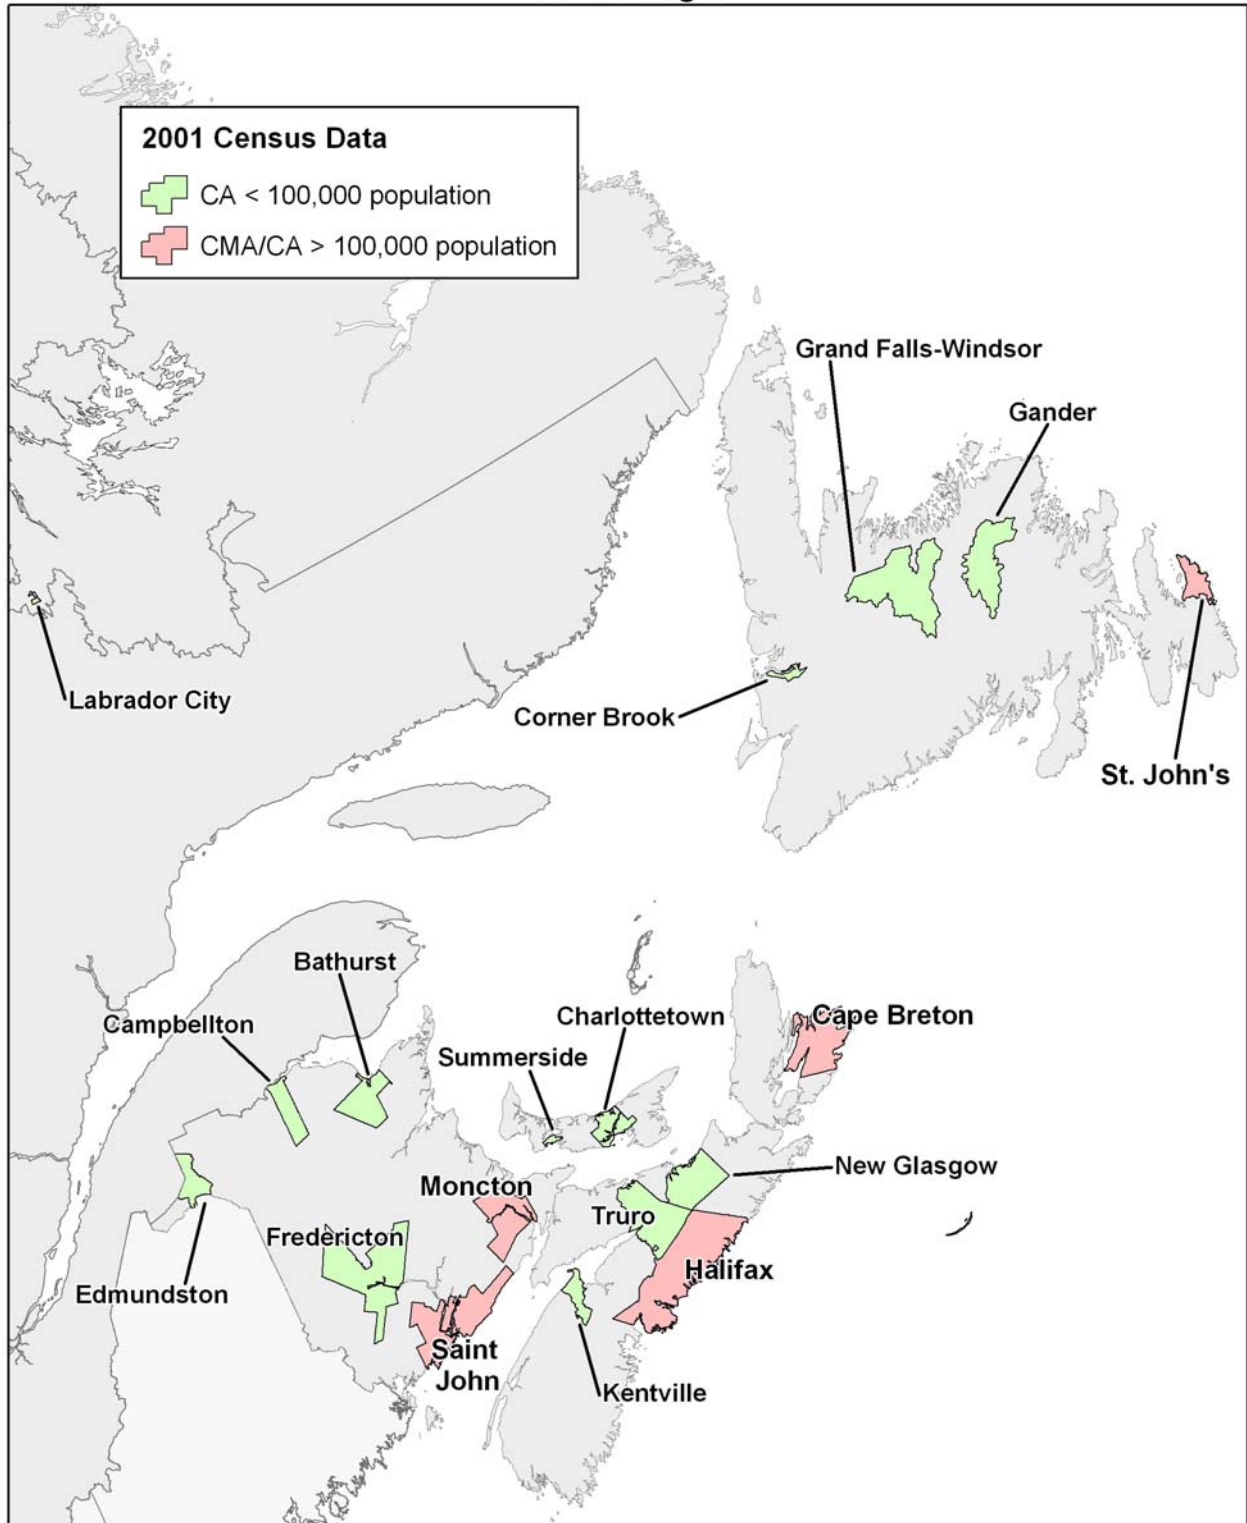 2001 Census Data
CA < 100,000 population
CMA/CA > 100,000 population
Grand Falls-Windsor
Gander
Labrador City
Corner Brook
St. John's
Bathurst
Campbellton
Charlottetown
Cape Breton
Summerside
New Glasgow
Moncton
Truro
Fredericton
Halifax
Edmundston
Saint
John
Kentville